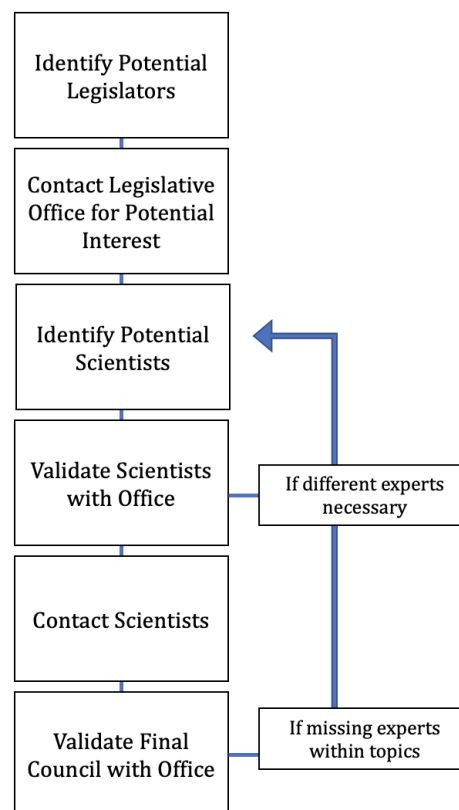 Identify Potential
Legislators
Contact Legislative
Office for Potential
Interest
Identify Potential
Scientists
Validate Scientists
with Office
If different experts
necessary
Contact Scientists
Validate Final
Council with Office
If missing experts
within topics